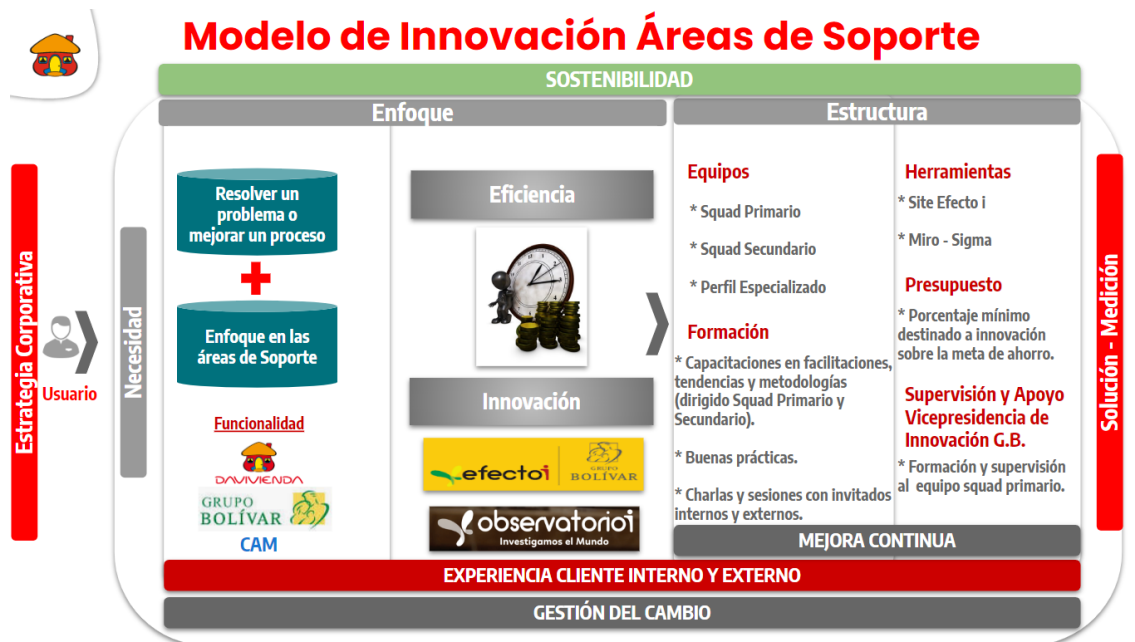 Modelo de Innovación Áreas de Soporte
SOSTENIBILIDAD
Enfoque
Estructura
Estrategia Corporativa
Usuario
Necesidad
Resolver un
problema o
mejorar un proceso
Enfoque en las
áreas de Soporte
Funcionalidad
DAVIVIENDA
GRUPO
BOLÍVAR
CAM
Eficiencia
Innovación
efectoi
GRUPO
BOLÍVAR
observatorioi
Investigamos el Mundo
Equipos
* Squad Primario
* Squad Secundario
* Perfil Especializado
Formación
* Capacitaciones en facilitaciones,
tendencias y metodologías
(dirigido Squad Primario y
Secundario).
* Buenas prácticas.
* Charlas y sesiones con invitados
internos y externos.
Herramientas
* Site Efecto i
* Miro - Sigma
Presupuesto
* Porcentaje mínimo
destinado a innovación
sobre la meta de ahorro.
Supervisión y Apoyo
Vicepresidencia de
Innovación G.B.
* Formación y supervisión
al equipo squad primario.
MEJORA CONTINUA
Solución - Medición
EXPERIENCIA CLIENTE INTERNO Y EXTERNO
GESTIÓN DEL CAMBIO